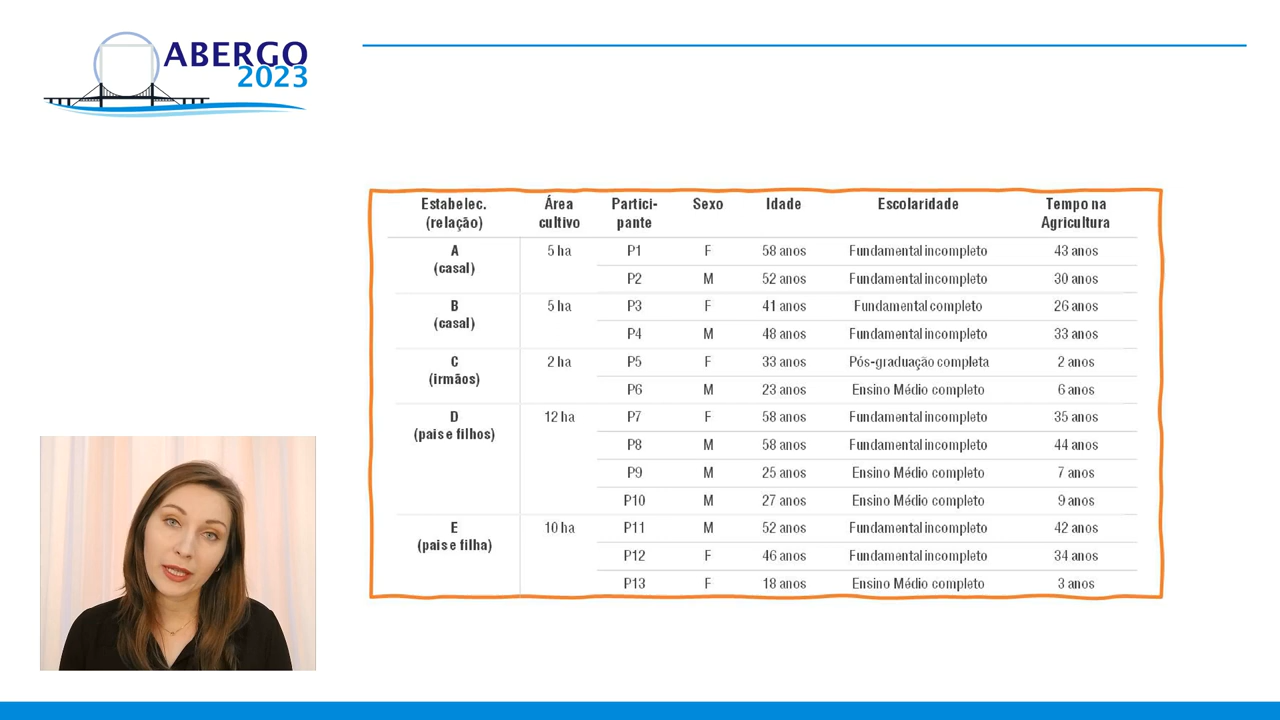 ABERGO
2023
Estabelec. Área Partici- Sexo Idade Escolaridade Tempo na
(relação) cultivo pante Agricultura
A 5 ha P1 F 58 anos Fundamental incompleto 43 anos
(casal)
P2 M 52 anos Fundamental incompleto 30 anos
B 5 ha P3 F 41 anos Fundamental completo 26 anos
(casal)
P4 M 48 anos Fundamental incompleto 33 anos
C 2 ha P5 F 33 anos Pós-graduação completa 2 anos
(irmãos)
P6 M 23 anos Ensino Médio completo 6 anos
D 12 ha P7 F 58 anos Fundamental incompleto 35 anos
(pais e filhos)
P8 M 58 anos Fundamental incompleto 44 anos
P9 M 25 anos Ensino Médio completo 7 anos
P10 M 27 anos Ensino Médio completo 9 anos
E 10 ha P11 M 52 anos Fundamental incompleto 42 anos
(pais e filha)
P12 F 46 anos Fundamental incompleto 34 anos
P13 F 18 anos Ensino Médio completo 3 anos